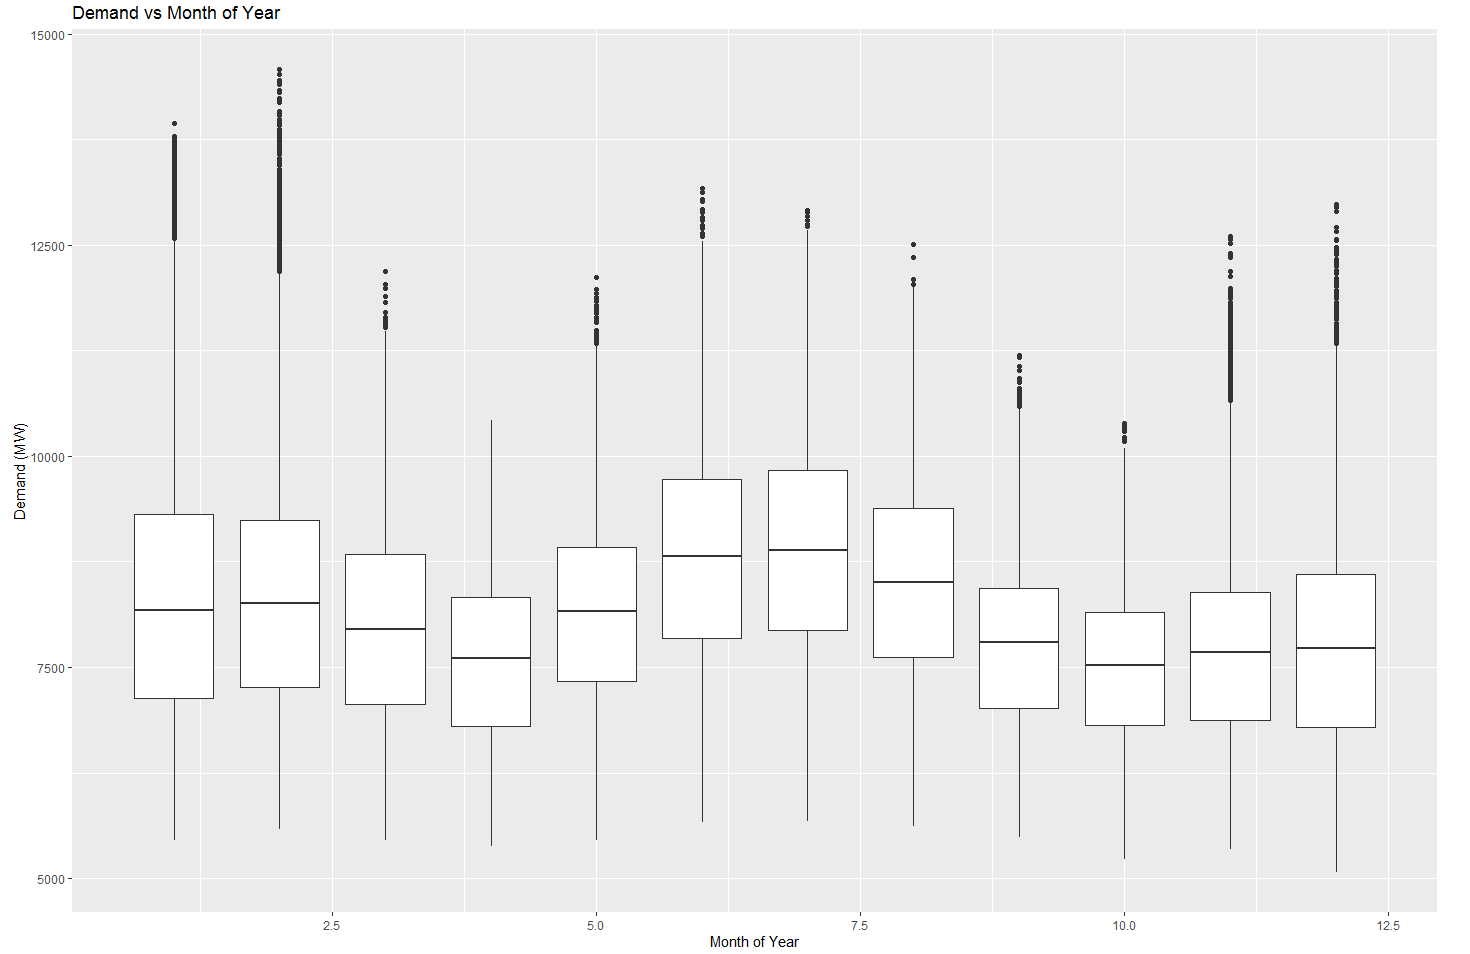 Demand vs Month of Year
15000
12500
10000
7500
5000
Demand (MW)
2.5 5.0 7.5 10.0 12.5
Month of Year